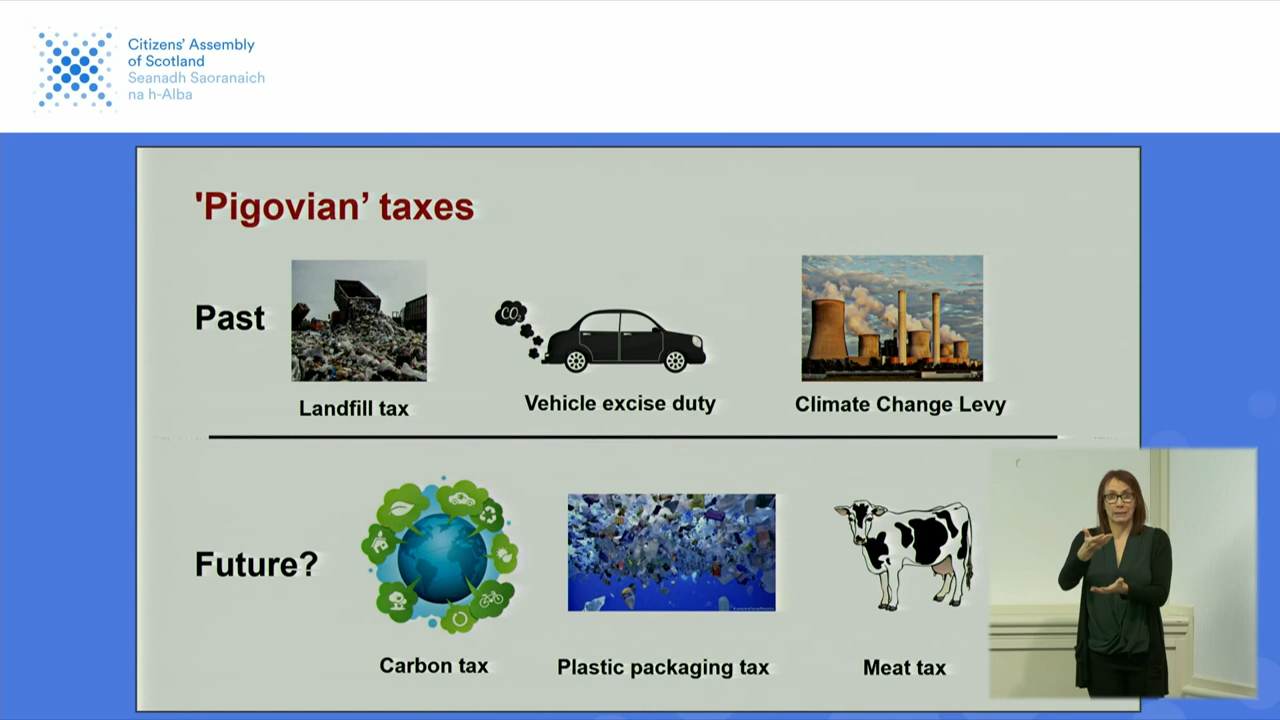 Citizens’ Assembly
of Scotland
Seanadh Saoranaich
na h-Alba
'Pigovian’ taxes
Past
CO₂
Landfill tax
Vehicle excise duty
Climate Change Levy
Future?
Carbon tax
Plastic packaging tax
Meat tax